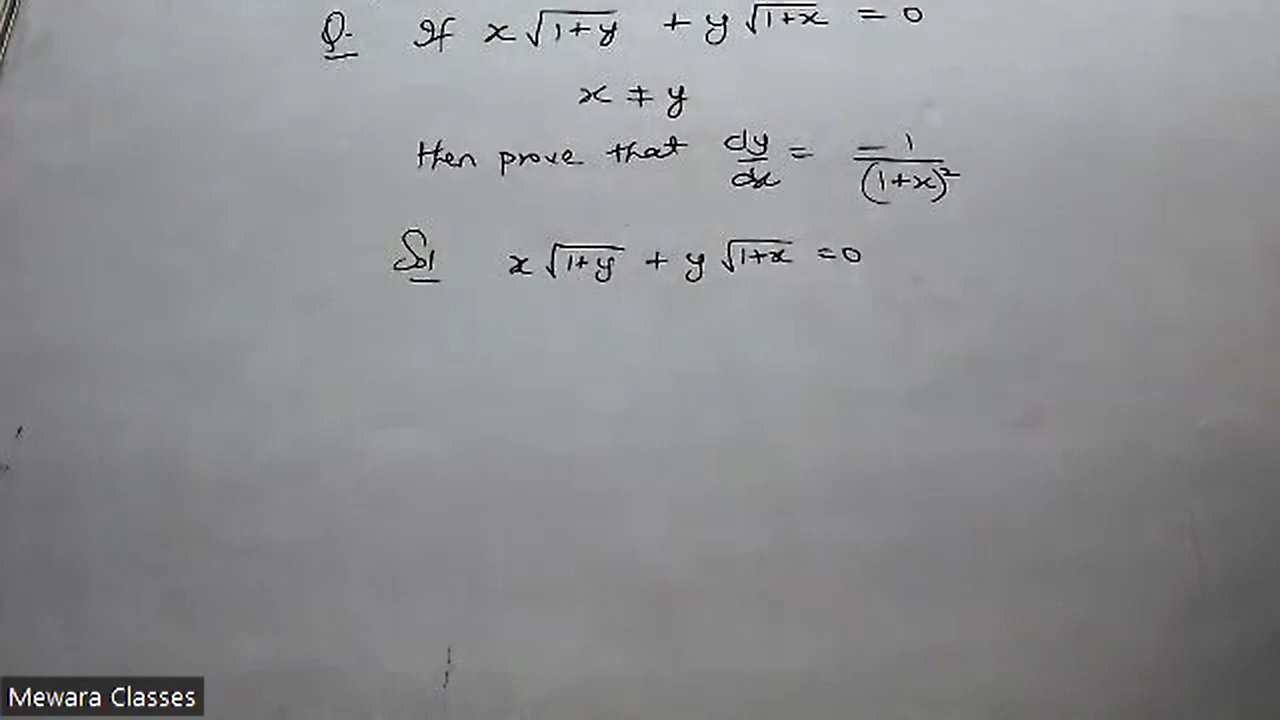 Q. If x√(1+y) + y√(1+x) = 0
x ≠ y
then prove that dy/dx = -1/(1+x)²
Sol x√(1+y) + y√(1+x) = 0
Mewara Classes